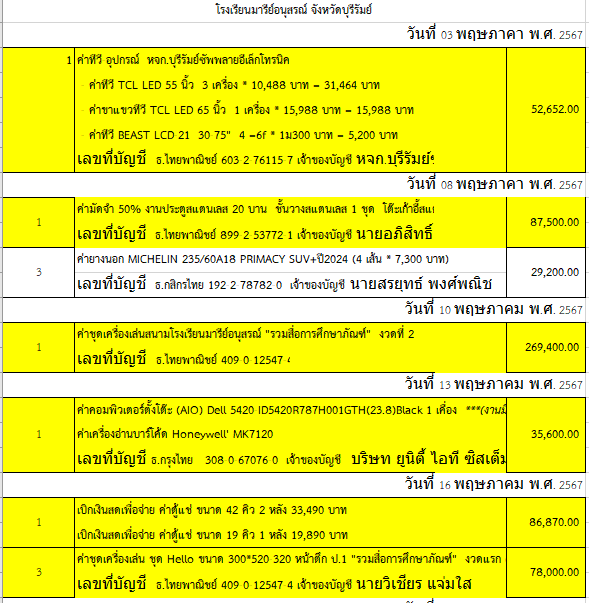 โรงเรียนมารีย์อนุสรณ์ จังหวัดบุรีรัมย์
วันที่ 03 พฤษภาคา พ.ศ. 2567
1 ค่าทีวี อุปกรณ์ หจก.บุรีรัมย์ซัพพลายอีเล็กโทรนิค
- ค่าทีวี TCL LED 55 นิ้ว 3 เครื่อง * 10,488 บาท = 31,464 บาท
- ค่าขาแขวทีวี TCL LED 65 นิ้ว 1 เครื่อง * 15,988 บาท = 15,988 บาท
52,652.00
- ค่าทีวี BEAST LCD 21 -30-75" 4 =6f * 1ม300 บาท = 5,200 บาท
เลขที่บัญชี ธ.ไทยพาณิชย์ 603-2-76115-7 เจ้าของบัญชี หจก.บุรีรัมย์
วันที่ 08 พฤษภาคา พ.ศ. 2567
1 ค่ามัดจำ 50% งานประตูสแตนเลส 20 บาน ชั้นวางสแตนเลส 1 ชุด โต๊ะเก้าอี้สแ
87,500.00
เลขที่บัญชี ธ.ไทยพาณิชย์ 899-2-53772-1 เจ้าของบัญชี นายอภิสิทธิ์
3 ค่ายางนอก MICHELIN 235/60A18 PRIMACY SUV+ปี2024 (4 เส้น * 7,300 บาท)
29,200.00
เลขที่บัญชี ธ.กสิกรไทย 192-2-78782-0 เจ้าของบัญชี นายสรยุทธ์ พงศ์พณิช
วันที่ 10 พฤษภาคม พ.ศ. 2567
1 ค่าชุดเครื่องเล่นสนามโรงเรียนมารีย์อนุสรณ์ "รวมสื่อการศึกษาภัณฑ์" งวดที่ 2
269,400.00
เลขที่บัญชี ธ.ไทยพาณิชย์ 409-0-12547-4
วันที่ 13 พฤษภาคม พ.ศ. 2567
ค่าคอมพิวเตอร์ตั้งโต๊ะ (AIO) Dell 5420 ID5420R787H001GTH(23.8)Black 1 เคื่อง ***(งาน
1 ค่าเครื่องอ่านบาร์โค้ด Honeywell' MK7120 35,600.00
เลขที่บัญชี ธ.กรุงไทย 308-0-67076-0 เจ้าของบัญชี บริษัท ยูนิตี้ ไอที ซิสเต็ม
วันที่ 16 พฤษภาคม พ.ศ. 2567
1 เบิกเงินสดเพื่อจ่าย ค่าตู้แช่ ขนาด 42 คิว 2 หลัง 33,490 บาท
86,870.00
เบิกเงินสดเพื่อจ่าย ค่าตู้แช่ ขนาด 19 คิว 1 หลัง 19,890 บาท
3 ค่าชุดเครื่องเล่น ชุด Hello ขนาด 300*520-320 หน้าตึก ป.1 "รวมสื่อการศึกษาภัณฑ์" งวดแรก
78,000.00
เลขที่บัญชี ธ.ไทยพาณิชย์ 409-0-12547-4 เจ้าของบัญชี นายวิเชียร แจ่มใส